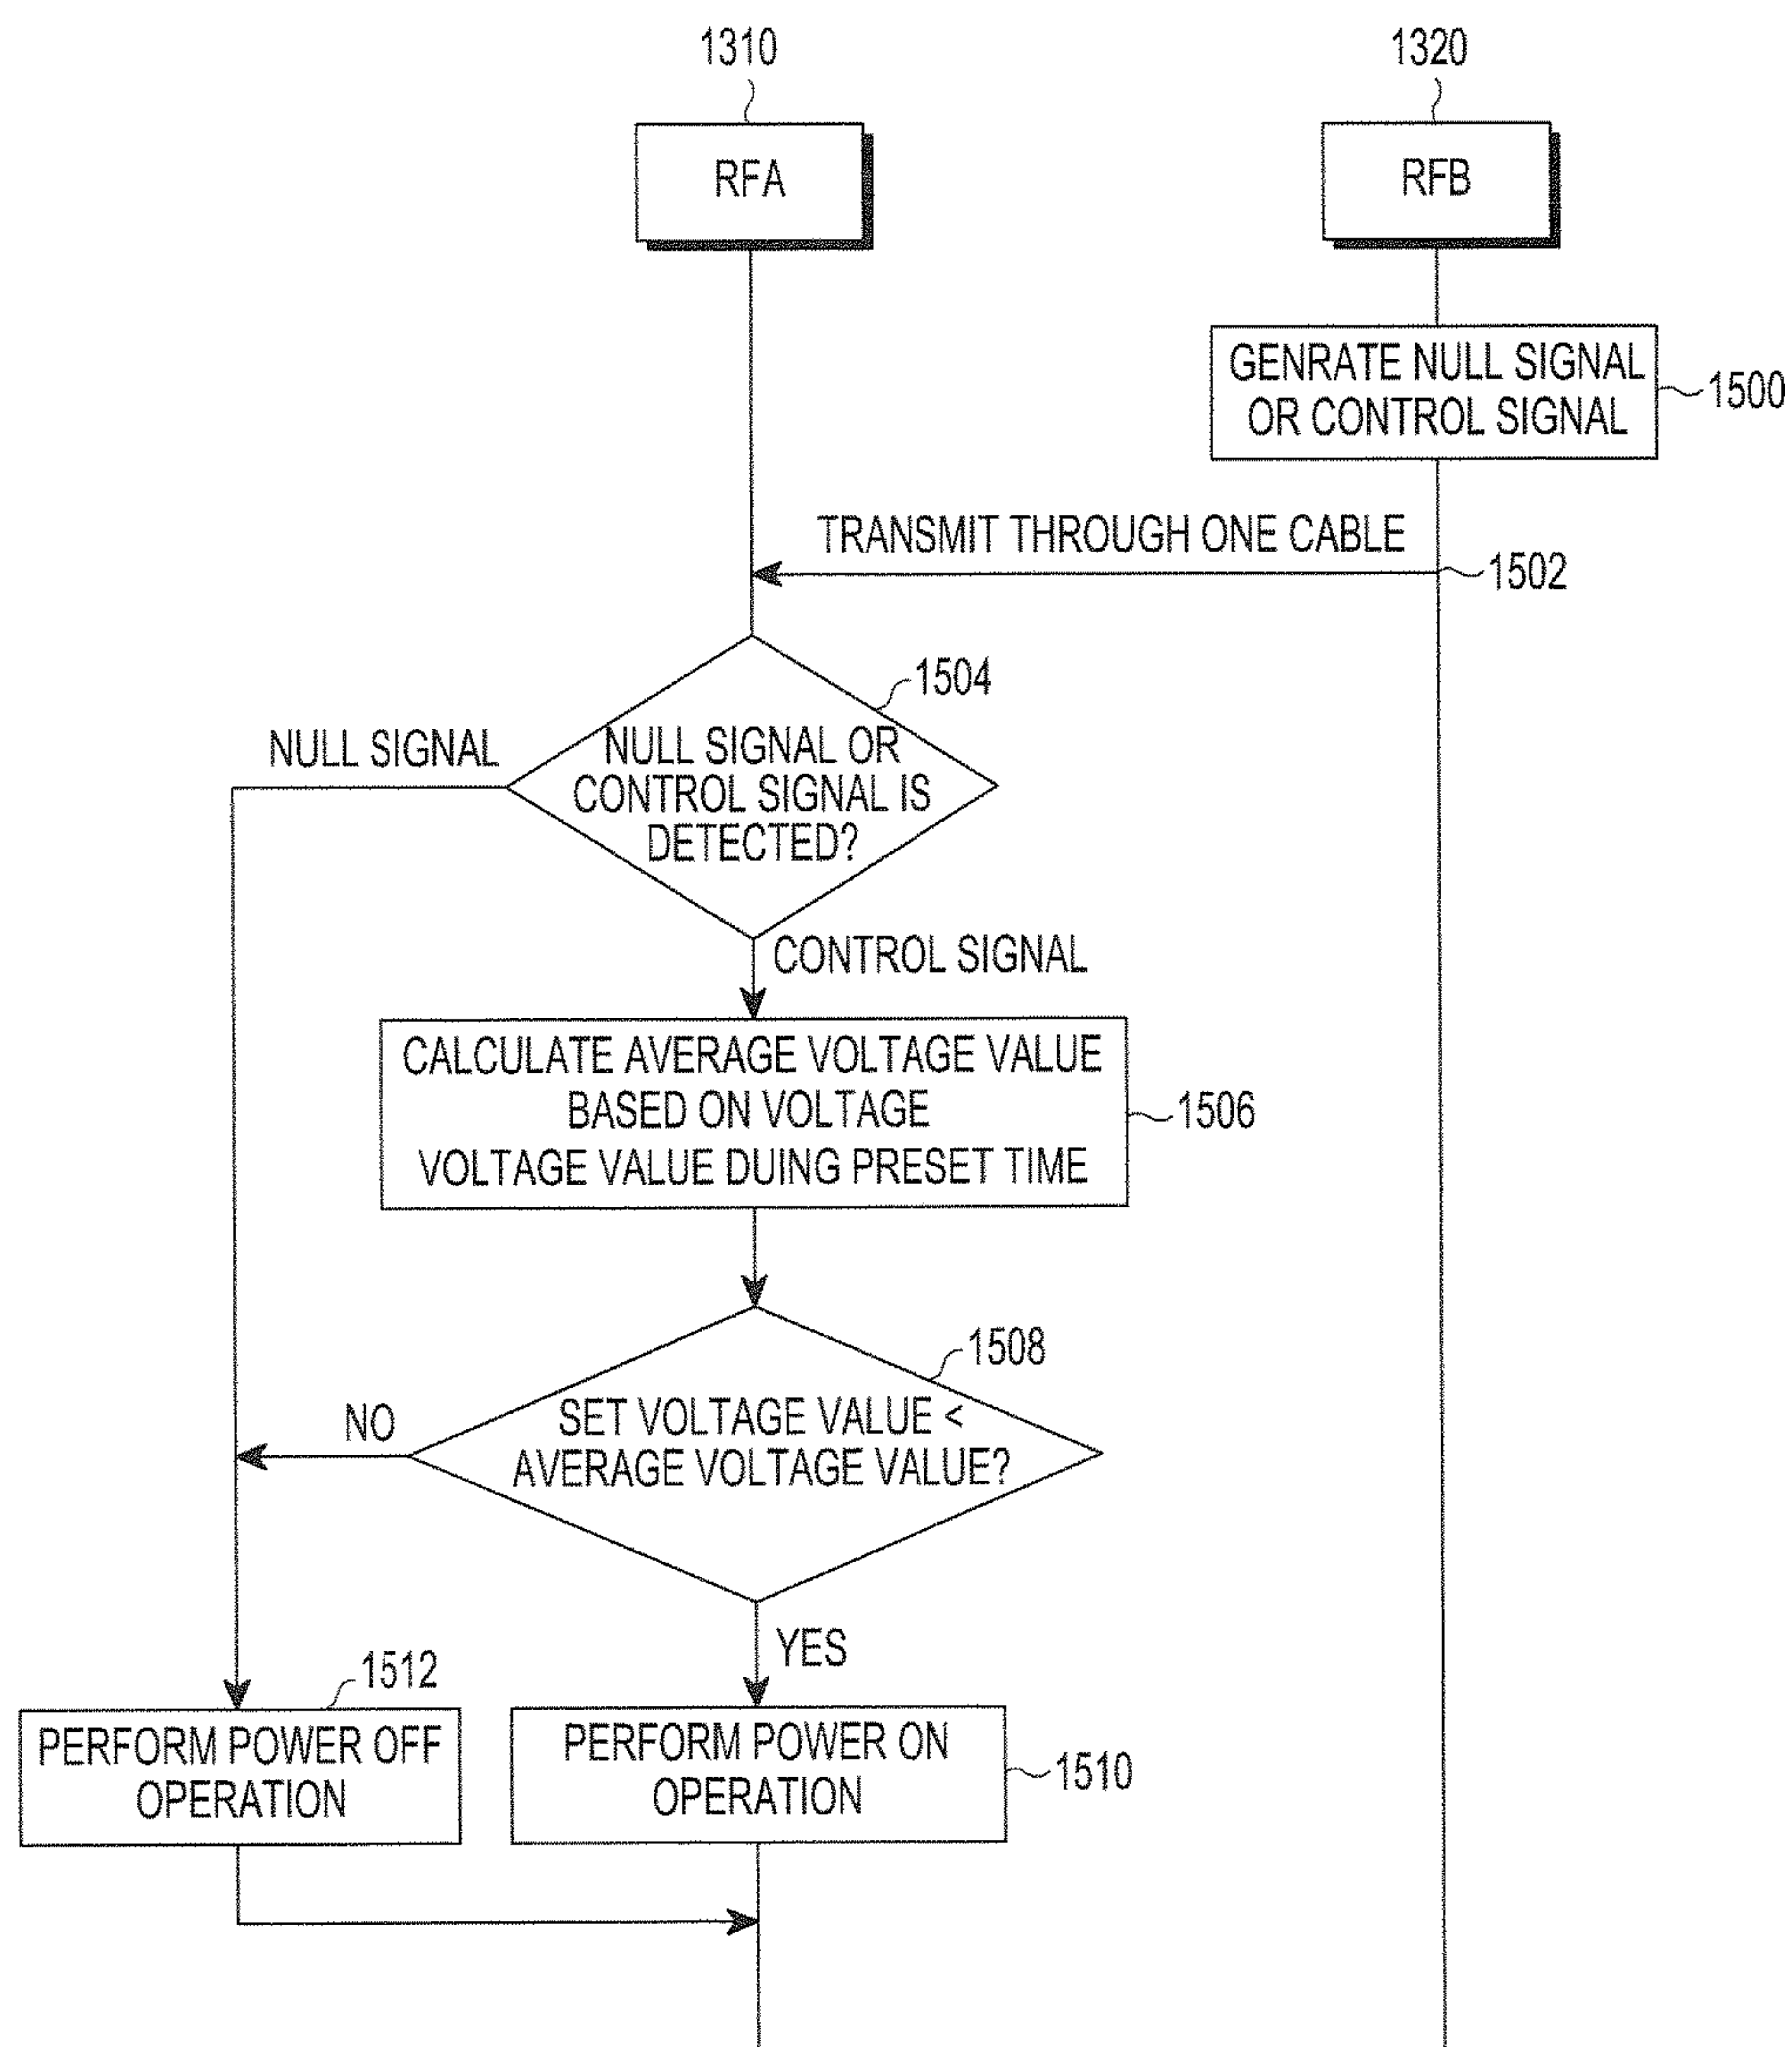 1310
1320
RFA
RFB
GENRATE NULL SIGNAL
OR CONTROL SIGNAL
1500
TRANSMIT THROUGH ONE CABLE
1502
1504
NULL SIGNAL
NULL SIGNAL OR
CONTROL SIGNAL IS
DETECTED?
CONTROL SIGNAL
CALCULATE AVERAGE VOLTAGE VALUE
BASED ON VOLTAGE
VOLTAGE VALUE DUING PRESET TIME
1506
1508
NO
SET VOLTAGE VALUE <
AVERAGE VOLTAGE VALUE?
YES
1512
PERFORM POWER OFF
OPERATION
PERFORM POWER ON
OPERATION
1510